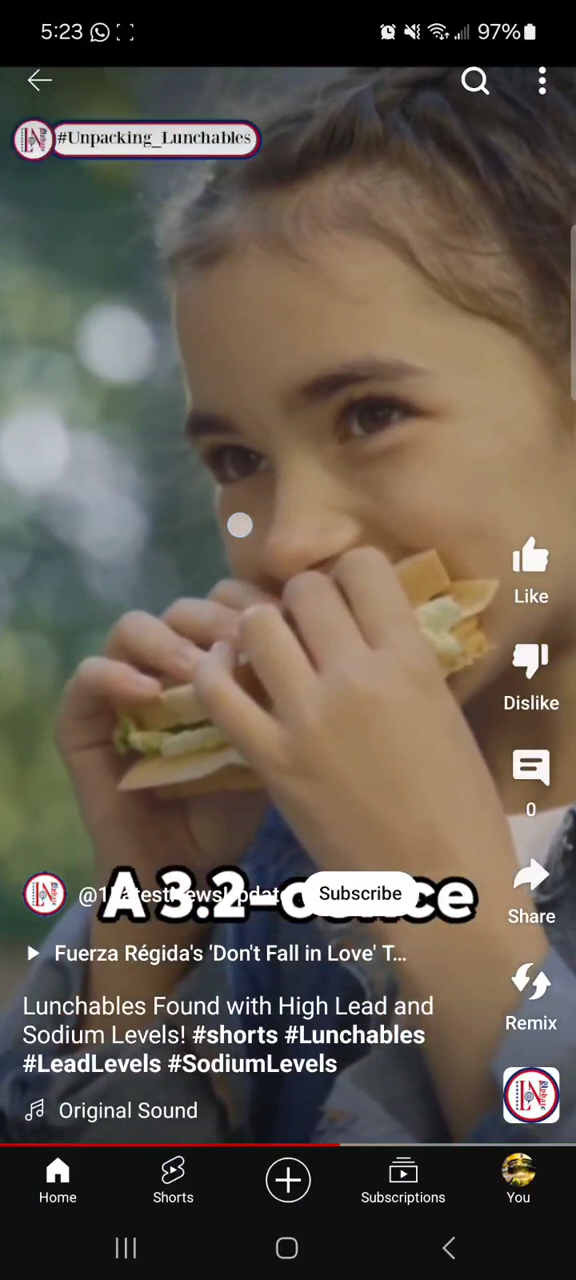 5:23
97%
#Unpacking_Lunchables
Like
Dislike
0
A 3.2-ounce
Subscribe
Share
Fuerza Régida's 'Don't Fall in Love' T...
Lunchables Found with High Lead and
Sodium Levels! #shorts #Lunchables
#LeadLevels #SodiumLevels
Remix
Original Sound
Home
Shorts
Subscriptions
You